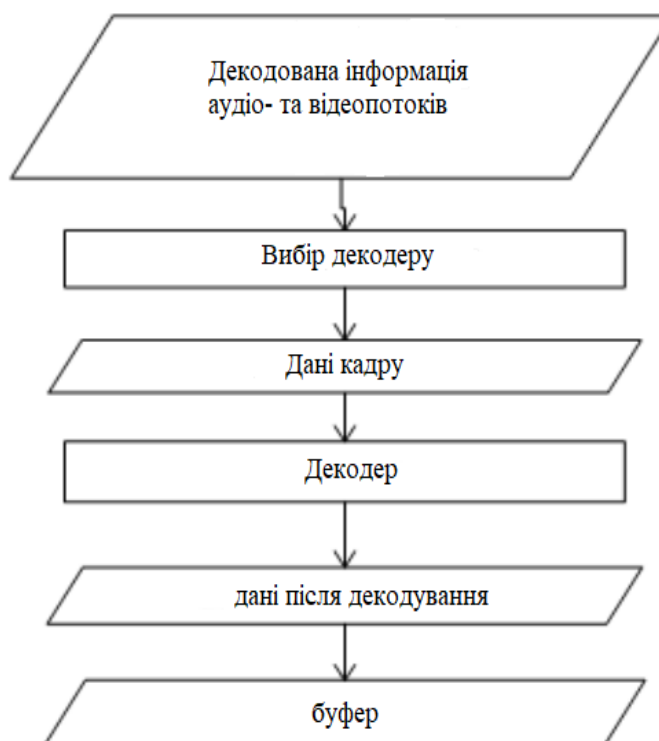 Декодована інформація
аудіо- та відеопотоків
Вибір декодеру
Дані кадру
Декодер
дані після декодування
буфер